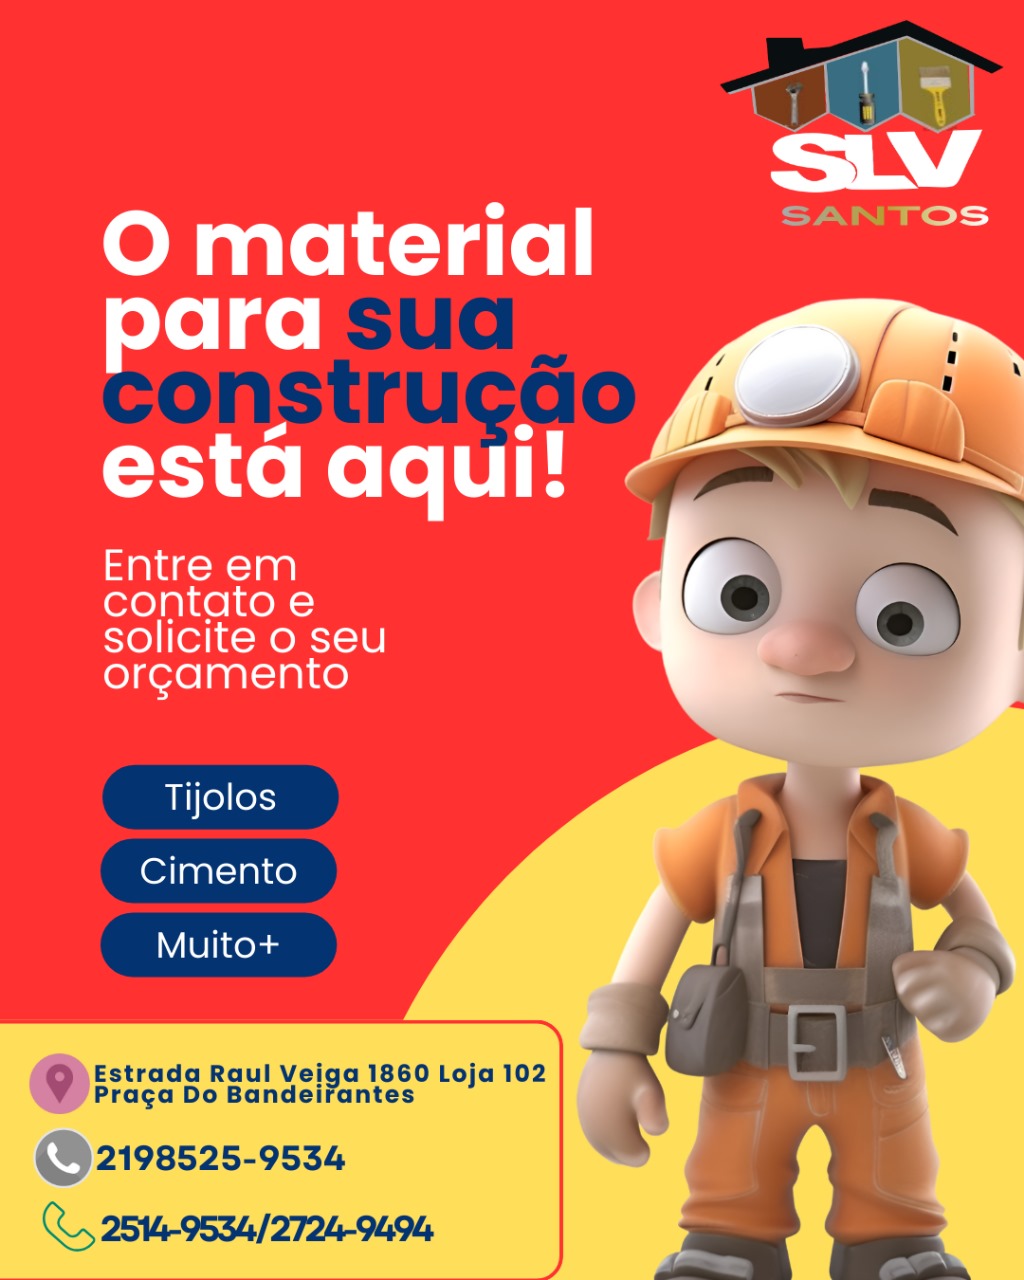 SLV
SANTOS
O material
para sua
construção
está aqui!
Entre em
contato e
solicite o seu
orçamento
Tijolos
Cimento
Muito+
Estrada Raul Veiga 1860 Loja 102
Praça Do Bandeirantes
2198525-9534
2514-9534/2724-9494